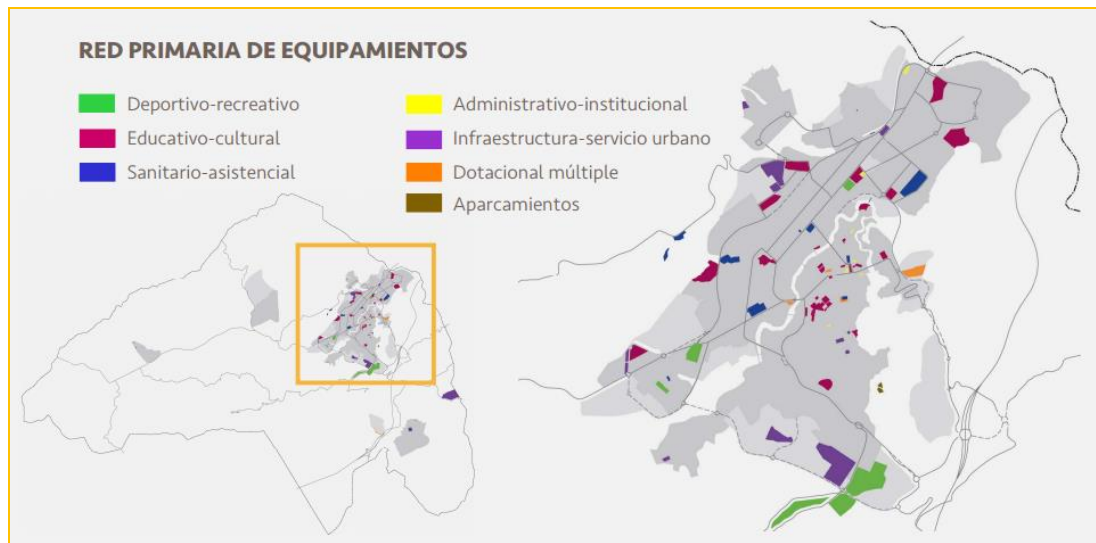 RED PRIMARIA DE EQUIPAMIENTOS
Deportivo-recreativo
Educativo-cultural
Sanitario-asistencial
Administrativo-institucional
Infraestructura-servicio urbano
Dotacional múltiple
Aparcamientos